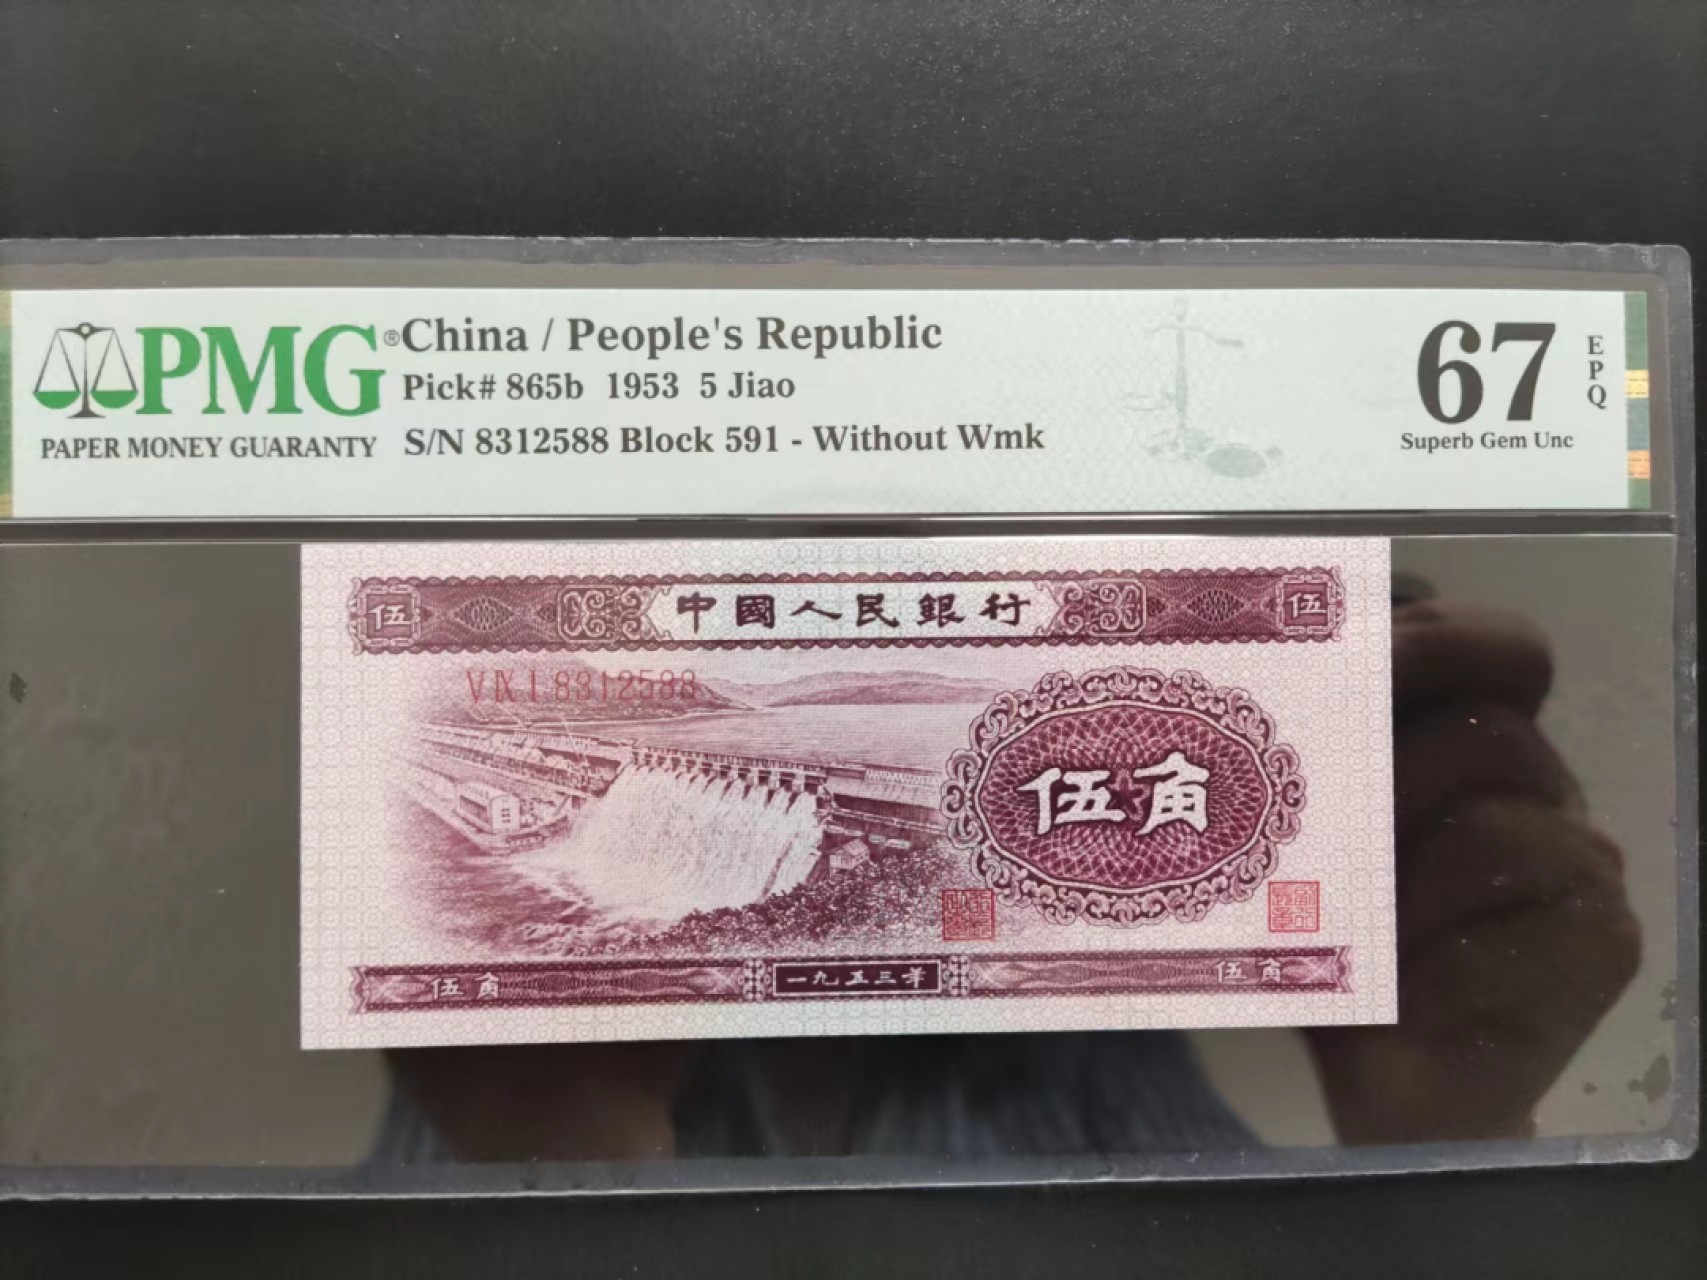 PMG®
PAPER MONEY GUARANTY
China / People's Republic
Pick# 865b 1953 5 Jiao
S/N 8312588 Block 591 - Without Wmk
67
EPQ
Superb Gem Unc
伍 中國人民銀行 伍
V IX I 8312588
伍角
伍角 一九五三年 伍角